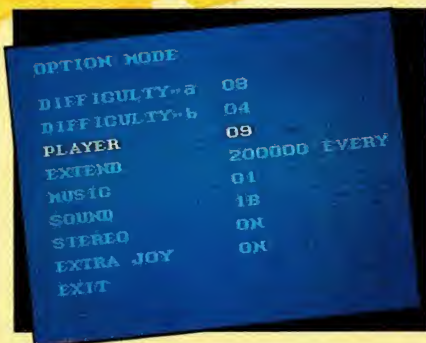 OPTION MODE
DIFFICULTY-a 08
DIFFICULTY-b 04
PLAYER 09
EXTEND 200000 EVERY
MUSIC 01
SOUND 1B
STEREO ON
EXTRA JOY ON
EXIT